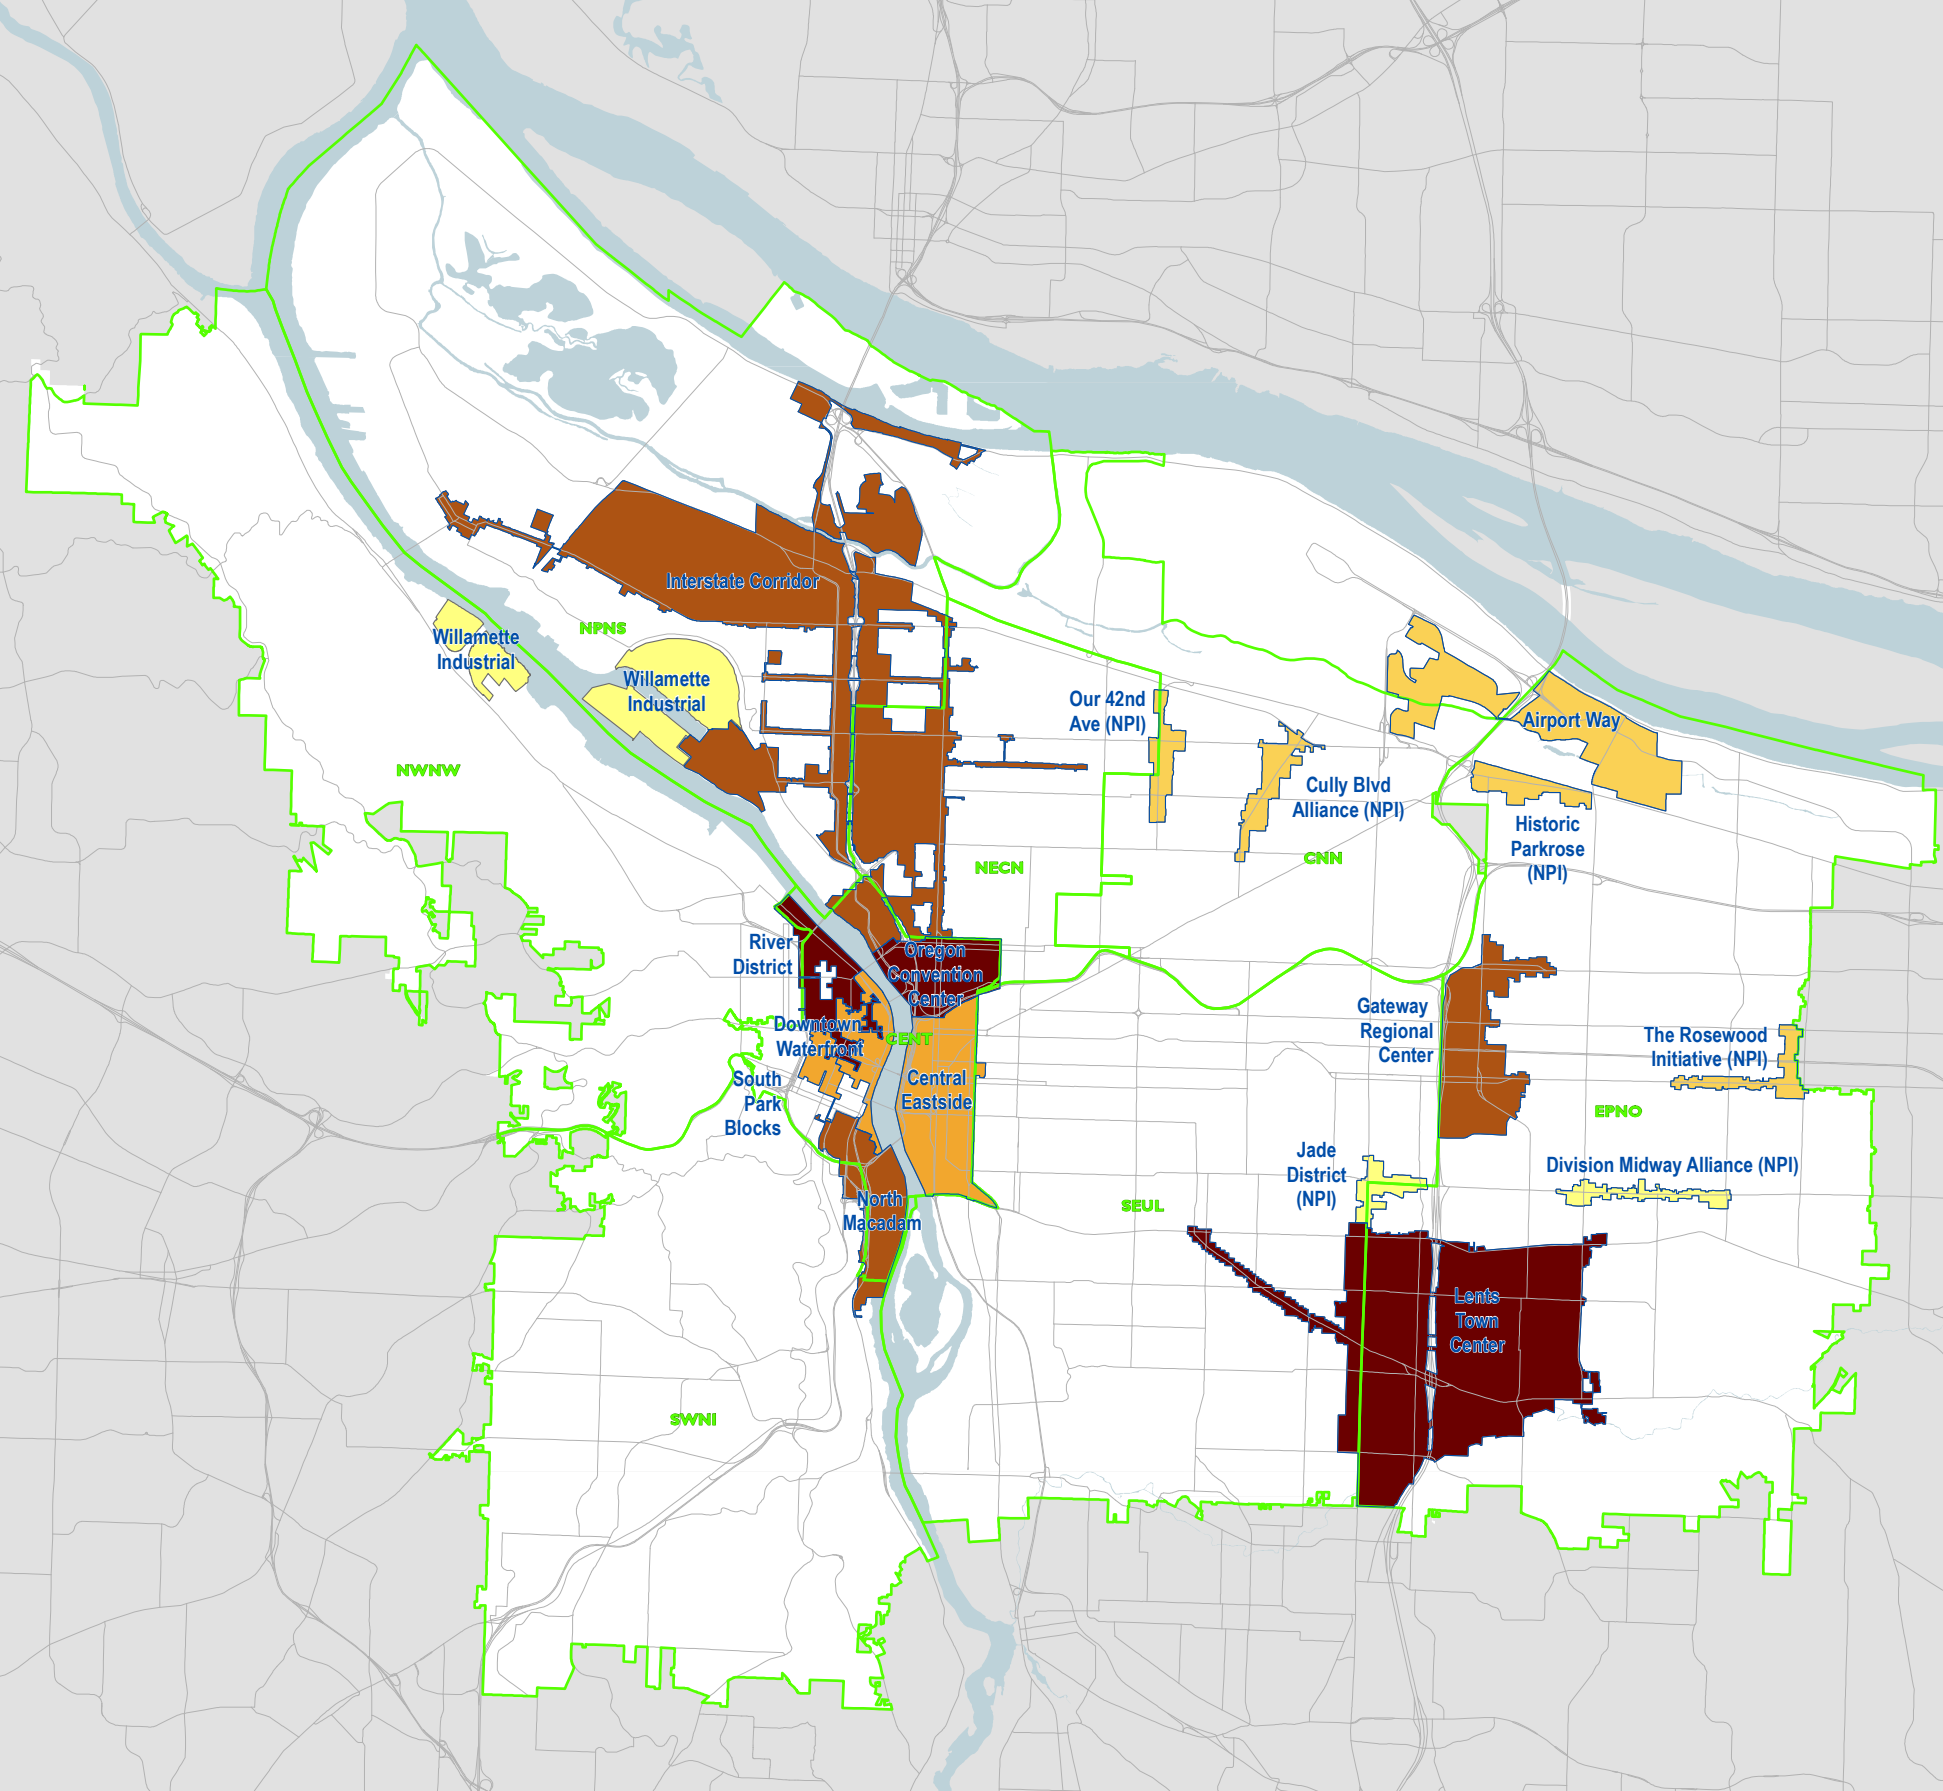 Interstate Corridor
NPNS
Willamette
Industrial
Willamette
Industrial
Our 42nd
Ave (NPI)
Airport Way
NWNW
Cully Blvd
Alliance (NPI)
Historic
Parkrose
(NPI)
NECN
CNN
River
District
Oregon
Convention
Center
Gateway
Regional
Center
Downtown
Waterfront
CENT
The Rosewood
Initiative (NPI)
South
Park
Blocks
Central
Eastside
EPNO
Jade
District
(NPI)
Division Midway Alliance (NPI)
North
Macadam
SEUL
Lents
Town
Center
SWNI